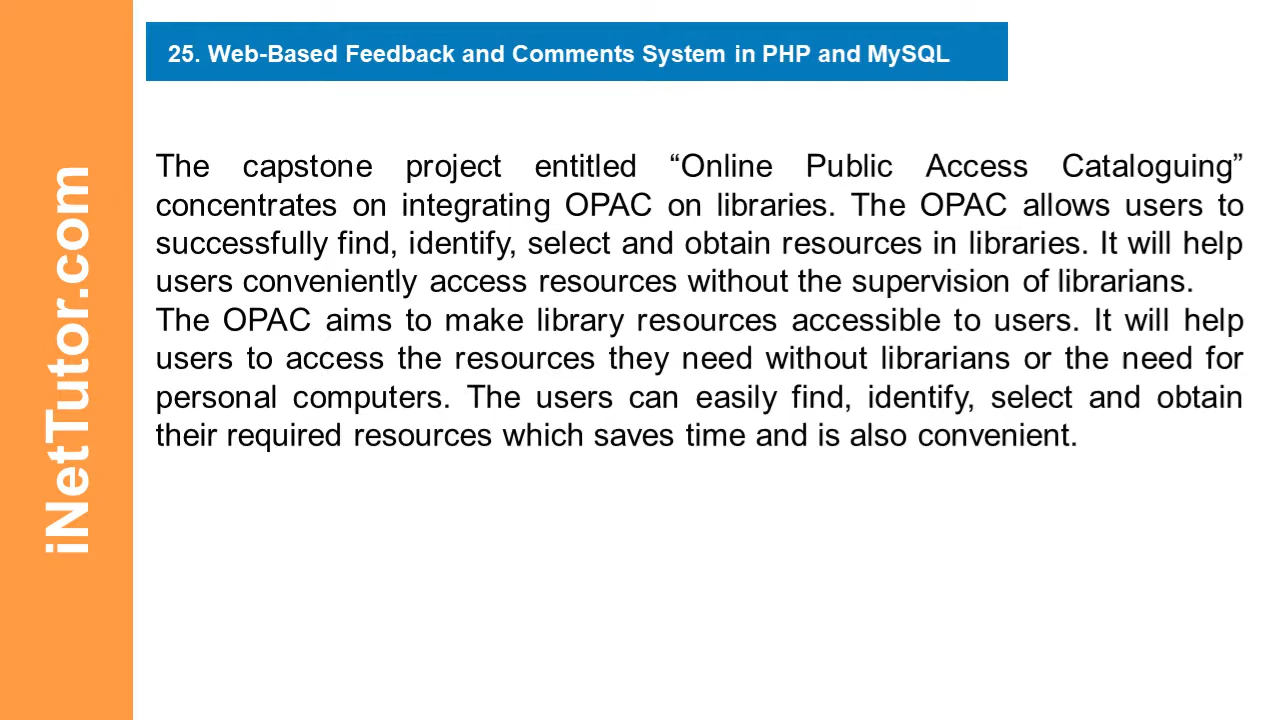 25. Web-Based Feedback and Comments System in PHP and MySQL
The capstone project entitled “Online Public Access Cataloguing”
concentrates on integrating OPAC on libraries. The OPAC allows users to
successfully find, identify, select and obtain resources in libraries. It will help
users conveniently access resources without the supervision of librarians.
The OPAC aims to make library resources accessible to users. It will help
users to access the resources they need without librarians or the need for
personal computers. The users can easily find, identify, select and obtain
their required resources which saves time and is also convenient.
iNetTutor.com